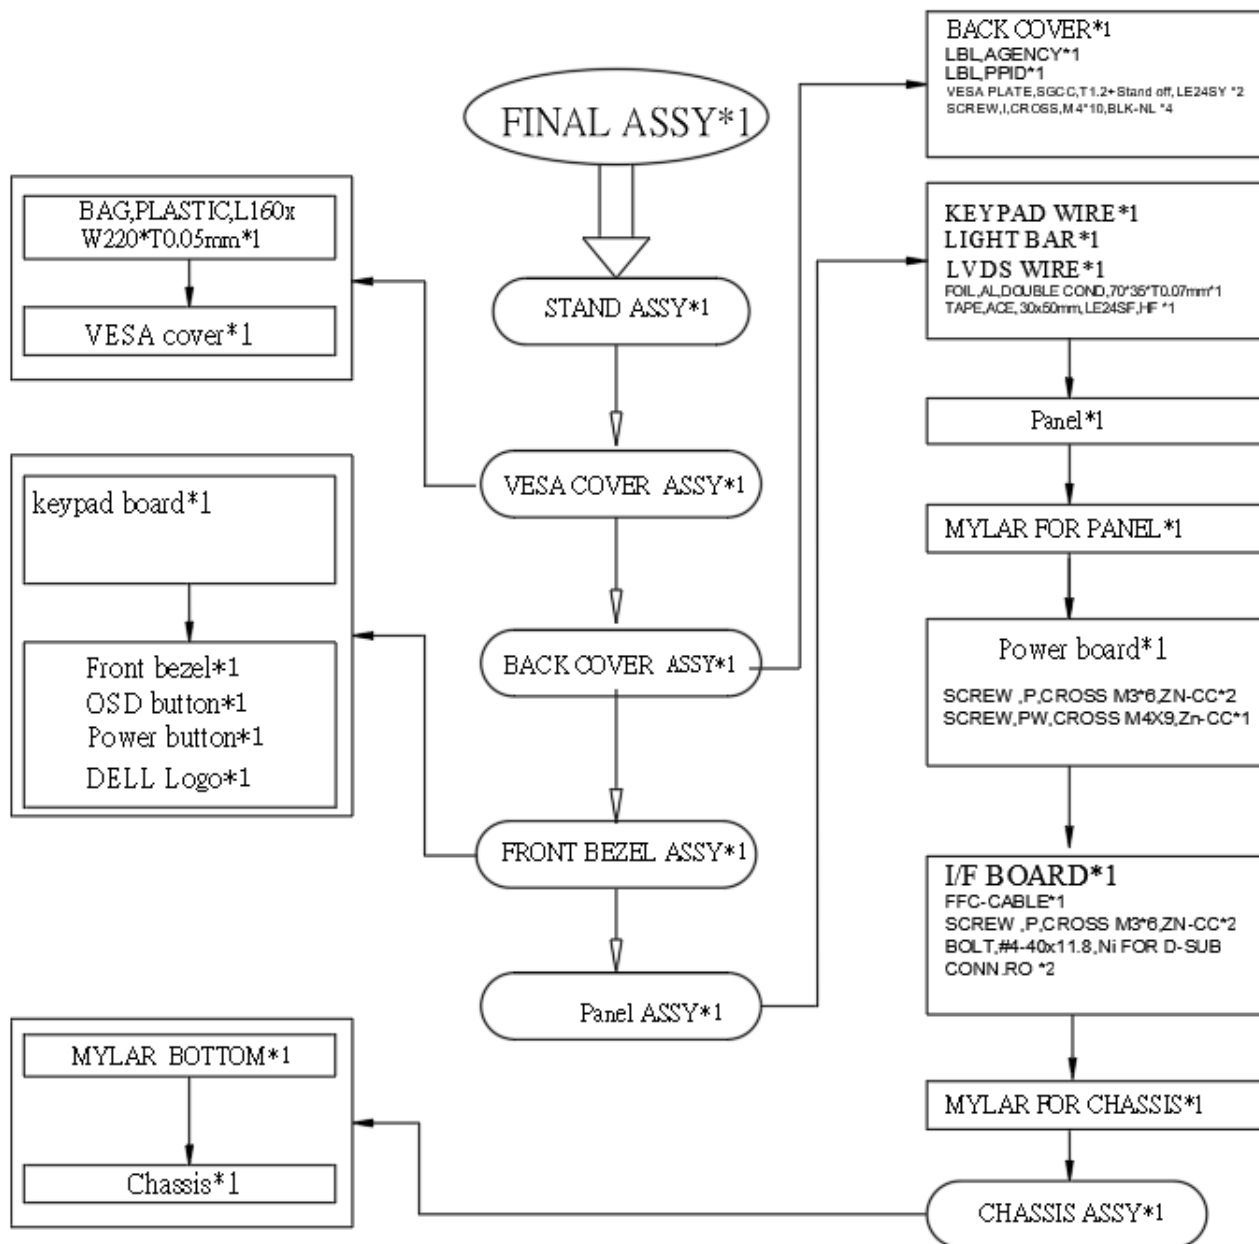 FINAL ASSY*1
STAND ASSY*1
VESA COVER ASSY*1
BACK COVER ASSY*1
FRONT BEZEL ASSY*1
Panel ASSY*1
BAG,PLASTIC,L160x
W220*T0.05mm*1
VESA cover*1
keypad board*1
Front bezel*1
OSD button*1
Power button*1
DELL Logo*1
MYLAR BOTTOM*1
Chassis*1
BACK COVER*1
LBL,AGENCY*1
LBL,PPID*1
VESA PLATE,SGCC,T1.2+Stand off,LE24SY *2
SCREW,I,CROSS,M4*10,BLK-NL *4
KEYPAD WIRE*1
LIGHT BAR*1
LVDS WIRE*1
FOIL,AL,DOUBLE COND,70*35*T0.07mm*1
TAPE,ACE,30x50mm,LE24SF,HF *1
Panel*1
MYLAR FOR PANEL*1
Power board*1
SCREW ,P,CROSS M3*6,ZN-CC*2
SCREW,PW,CROSS M4X9,Zn-CC*1
I/F BOARD*1
FFC-CABLE*1
SCREW ,P,CROSS M3*6,ZN-CC*2
BOLT,#4-40x11.8,Ni FOR D-SUB
CONN.RO *2
MYLAR FOR CHASSIS*1
CHASSIS ASSY*1